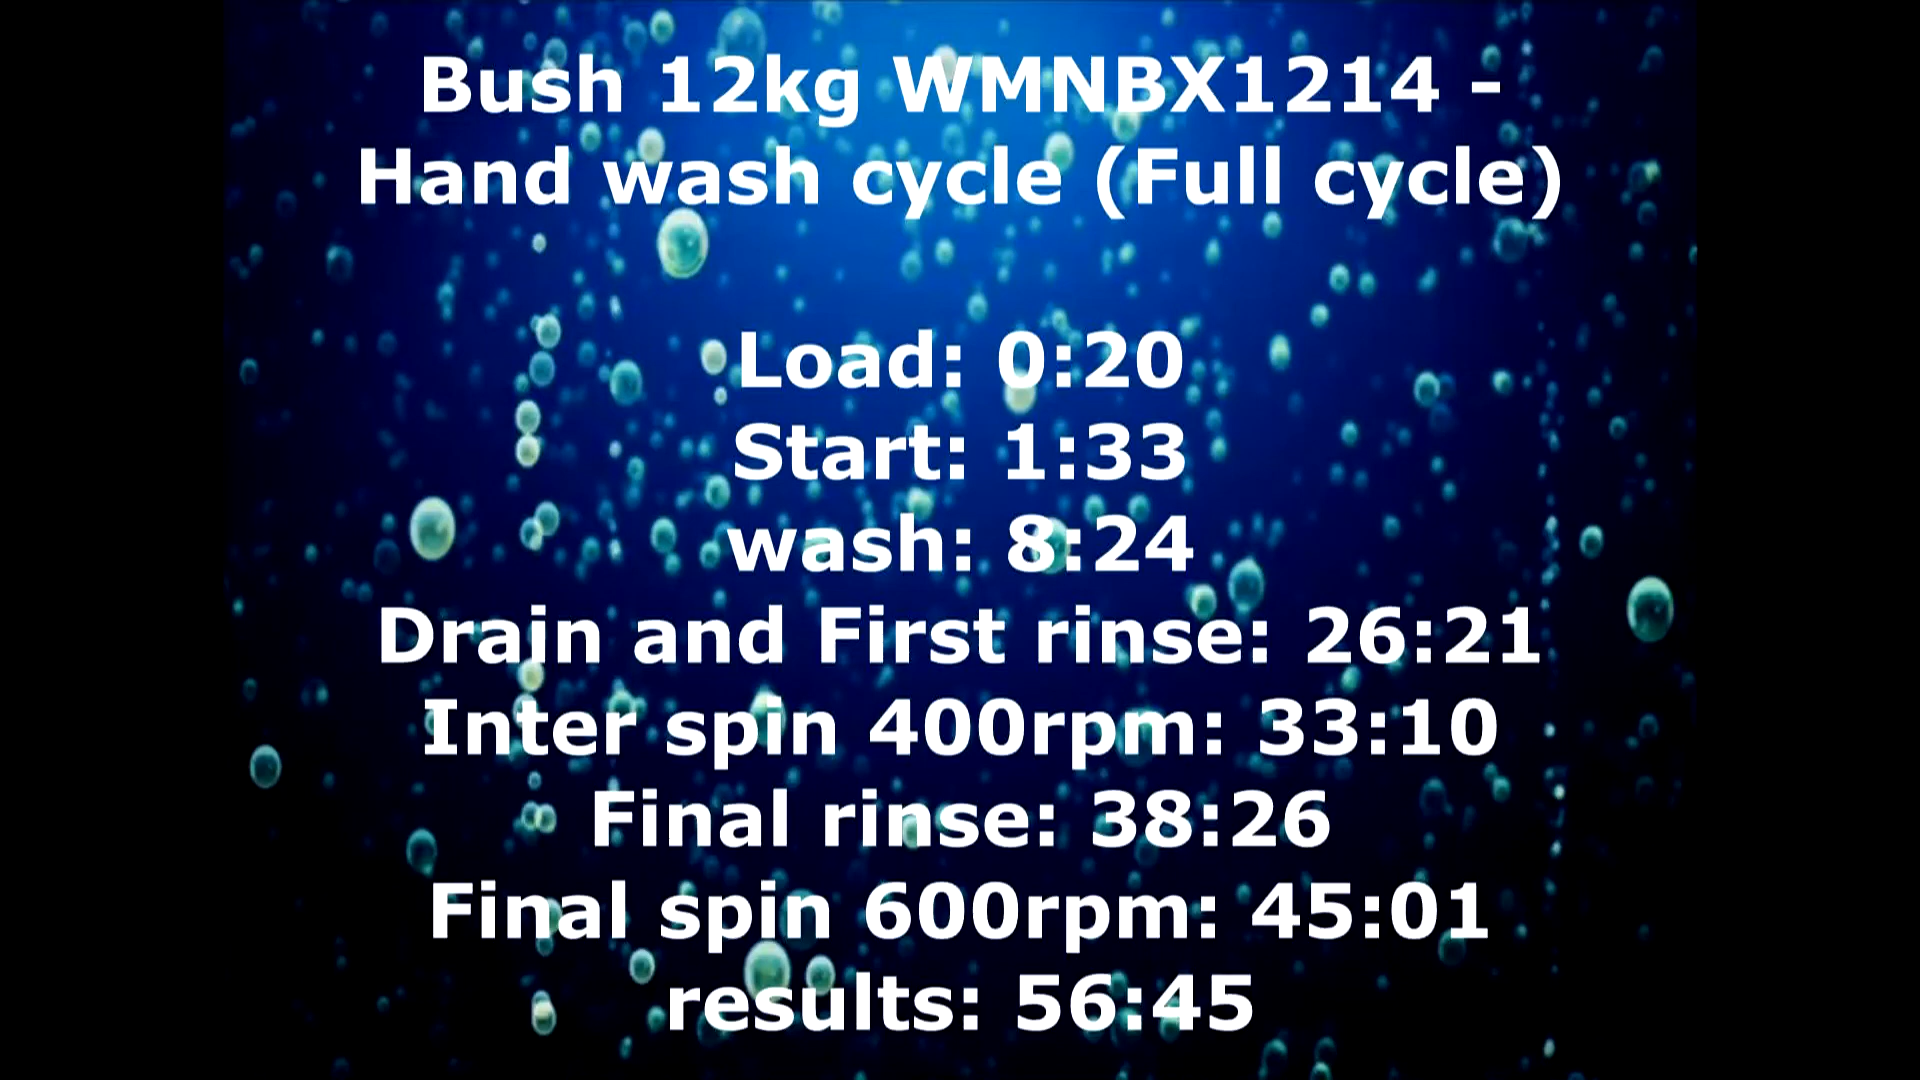 Bush 12kg WMNBX1214 -
Hand wash cycle (Full cycle)
Load: 0:20
Start: 1:33
wash: 8:24
Drain and First rinse: 26:21
Inter spin 400rpm: 33:10
Final rinse: 38:26
Final spin 600rpm: 45:01
results: 56:45